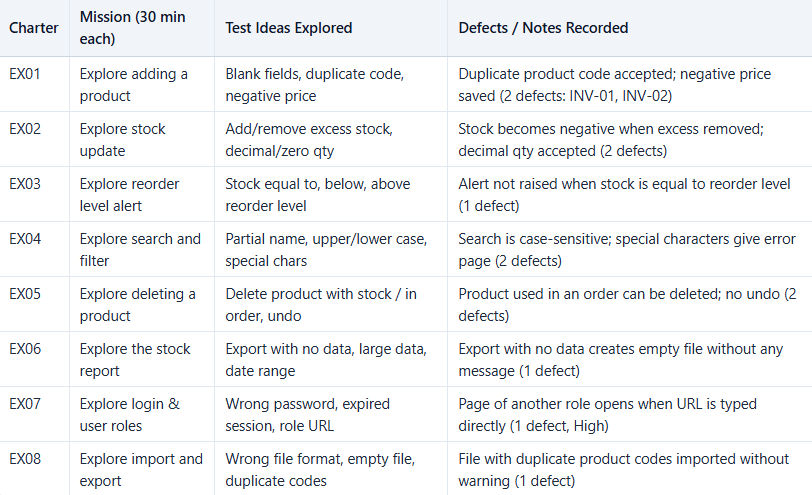 Charter
Mission (30 min
each)
Test Ideas Explored
Defects / Notes Recorded
EX01
Explore adding a
product
Blank fields, duplicate code,
negative price
Duplicate product code accepted; negative price
saved (2 defects: INV-01, INV-02)
EX02
Explore stock
update
Add/remove excess stock,
decimal/zero qty
Stock becomes negative when excess removed;
decimal qty accepted (2 defects)
EX03
Explore reorder
level alert
Stock equal to, below, above
reorder level
Alert not raised when stock is equal to reorder level
(1 defect)
EX04
Explore search and
filter
Partial name, upper/lower case,
special chars
Search is case-sensitive; special characters give error
page (2 defects)
EX05
Explore deleting a
product
Delete product with stock / in
order, undo
Product used in an order can be deleted; no undo (2
defects)
EX06
Explore the stock
report
Export with no data, large data,
date range
Export with no data creates empty file without any
message (1 defect)
EX07
Explore login &
user roles
Wrong password, expired
session, role URL
Page of another role opens when URL is typed
directly (1 defect, High)
EX08
Explore import and
export
Wrong file format, empty file,
duplicate codes
File with duplicate product codes imported without
warning (1 defect)